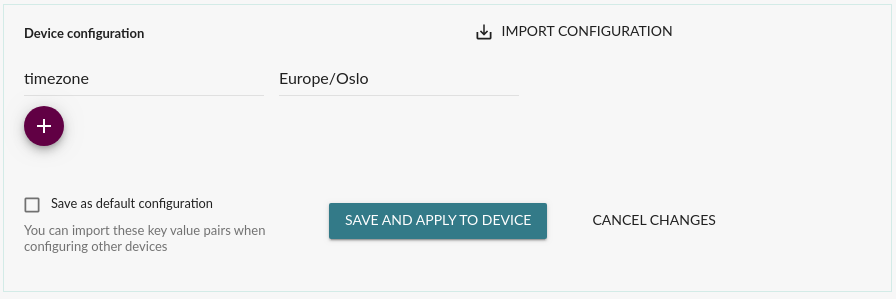 Device configuration
IMPORT CONFIGURATION
timezone
Europe/Oslo
Save as default configuration
You can import these key value pairs when
configuring other devices
SAVE AND APPLY TO DEVICE
CANCEL CHANGES